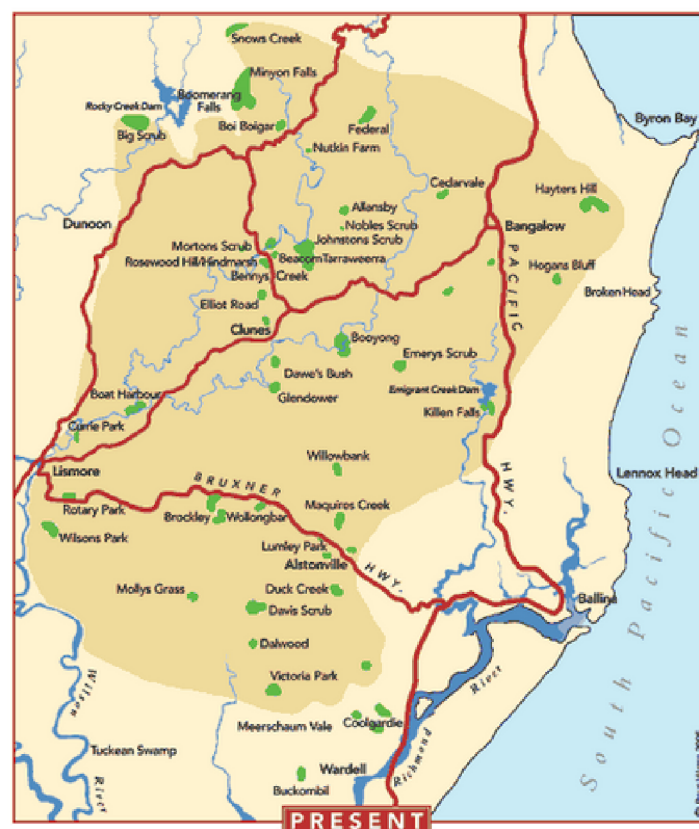 Snows Creek
Minyon Falls
Boomerang
Falls
Rocky Creek Dam
Big Scrub
Boi Boigar
Federal
Nutkin Farm
Byron Bay
Cedarvale
Hayters Hill
Dunoon
Allansby
Nobles Scrub
Bangalow
Mortons Scrub
Johnstons Scrub
Rosewood Hill/Hindmarsh
Beacom
Tarraweerra
Bennys Creek
Hogans Bluff
Broken Head
PACIFIC
Elliot Road
Clunes
Booyong
Emerys Scrub
Dawe's Bush
Glendower
Emigrant Creek Dam
Killen Falls
Boat Harbour
Currie Park
Lismore
Willowbank
BRUXNER
HWY.
Lennox Head
Rotary Park
Brockley
Wollongbar
Maquires Creek
Wilsons Park
Lumley Park
Alstonville
HWY.
Mollys Grass
Duck Creek
Davis Scrub
Ballina
Dalwood
Victoria Park
Wilson
River
Richmond
River
Meerschaum Vale
Coolgardie
Tuckean Swamp
Wardell
Buckombil
South Pacific Ocean
PRESENT